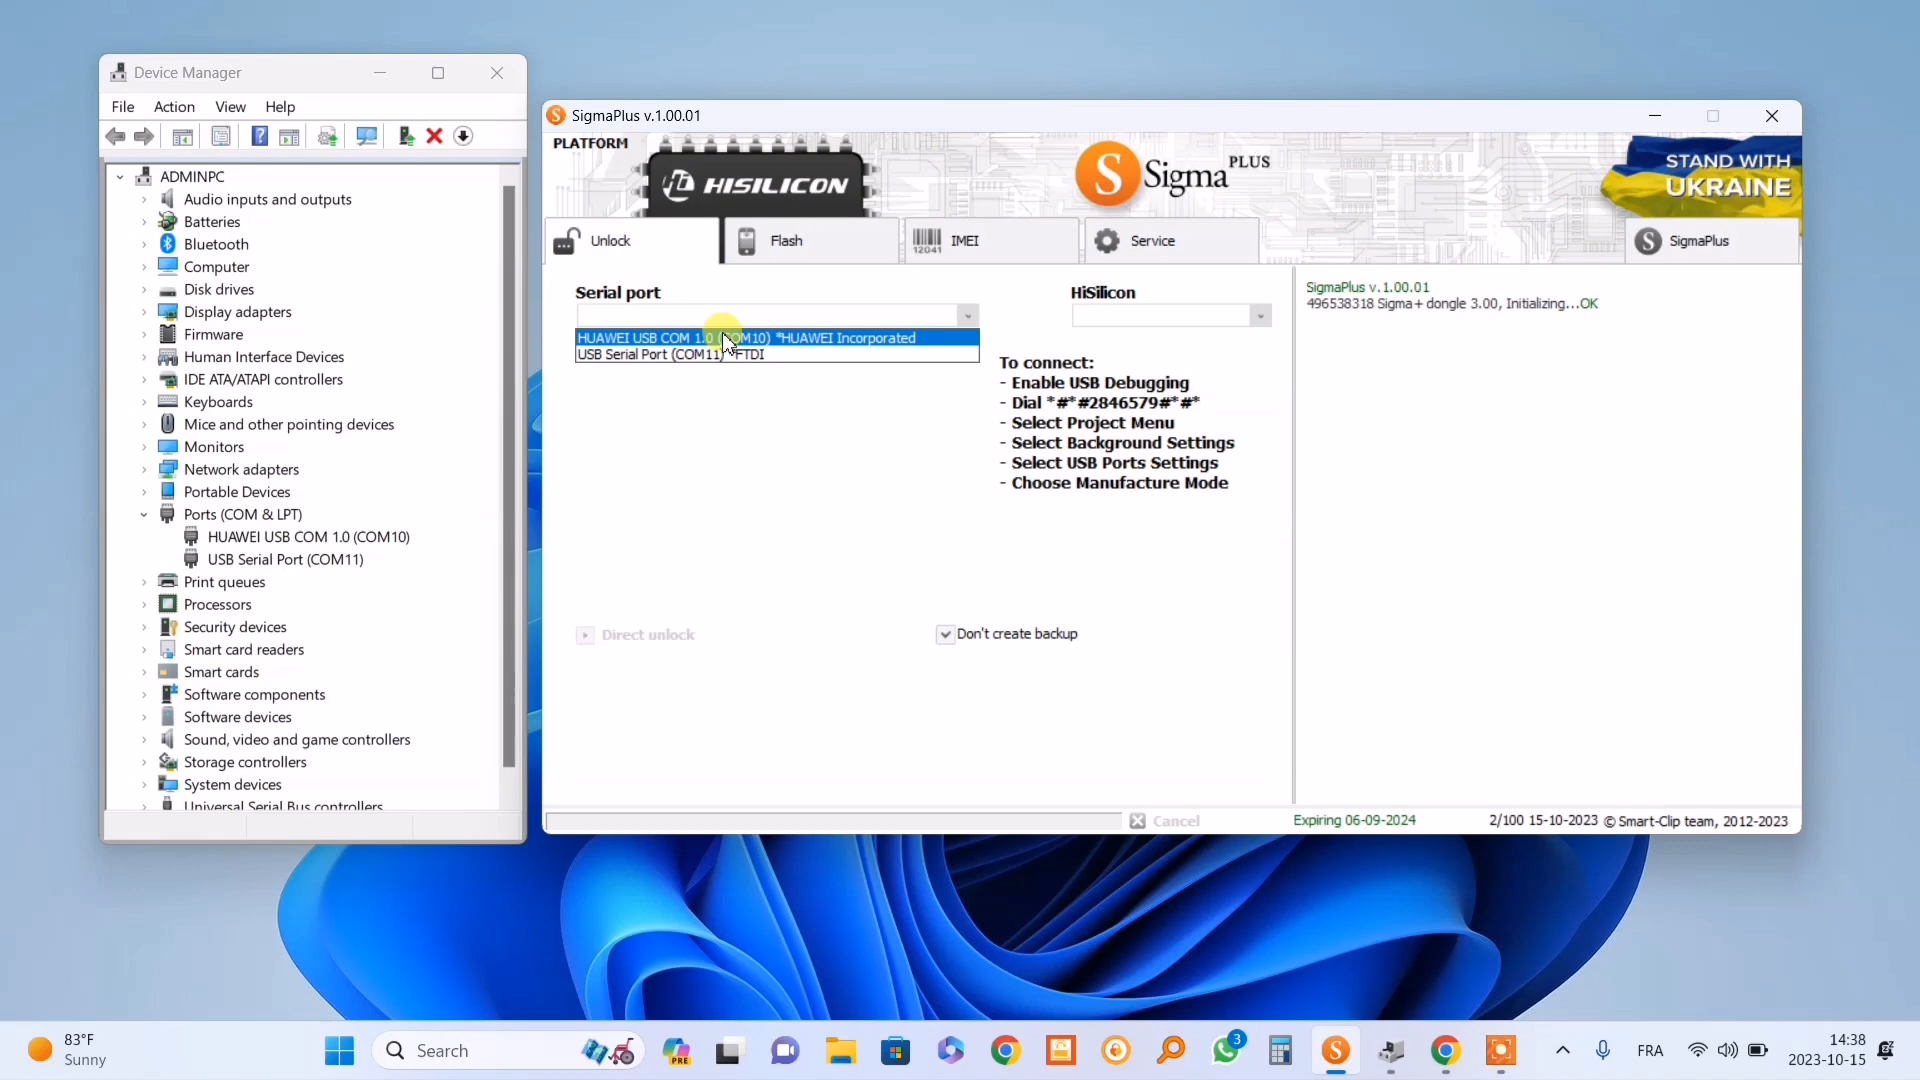 Device Manager
File Action View Help
ADMINPC
Audio inputs and outputs
Batteries
Bluetooth
Computer
Disk drives
Display adapters
Firmware
Human Interface Devices
IDE ATA/ATAPI controllers
Keyboards
Mice and other pointing devices
Monitors
Network adapters
Portable Devices
Ports (COM & LPT)
HUAWEI USB COM 1.0 (COM10)
USB Serial Port (COM11)
Print queues
Processors
Security devices
Smart card readers
Smart cards
Software components
Software devices
Sound, video and game controllers
Storage controllers
System devices
Universal Serial Bus controllers
SigmaPlus v.1.00.01
PLATFORM
HISILICON
S Sigma PLUS
STAND WITH
UKRAINE
Unlock
Flash
12041 IMEI
Service
S SigmaPlus
Serial port
HUAWEI USB COM 1.0 (COM10) *HUAWEI Incorporated
USB Serial Port (COM11) *FTDI
HiSilicon
To connect:
- Enable USB Debugging
- Dial *#*#2846579#*#*
- Select Project Menu
- Select Background Settings
- Select USB Ports Settings
- Choose Manufacture Mode
Direct unlock
Don't create backup
SigmaPlus v.1.00.01
496538318 Sigma+ dongle 3.00, Initializing...OK
Cancel
Expiring 06-09-2024
2/100 15-10-2023 © Smart-Clip team, 2012-2023
83°F
Sunny
Search
PRE
3
S
FRA
14:38
2023-10-15